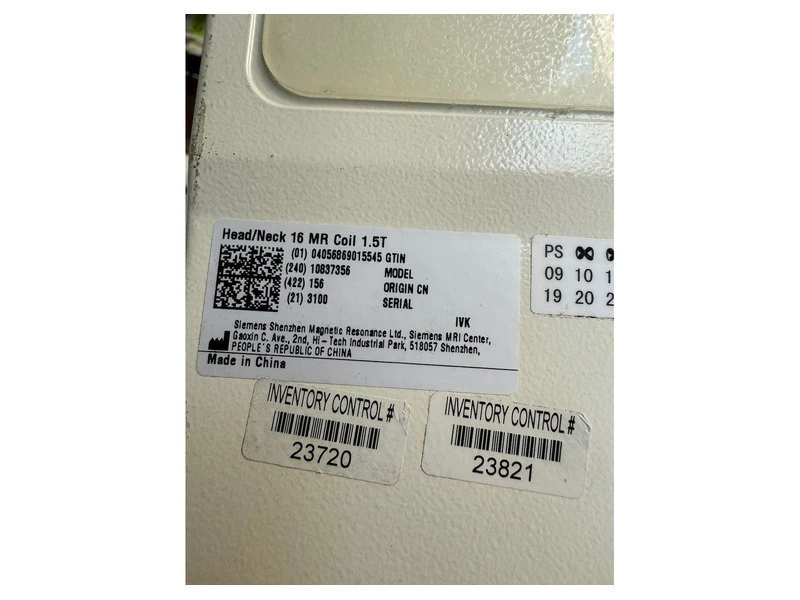 Head/Neck 16 MR Coil 1.5T
(01) 04056869015545 GTIN
(240) 10837356 MODEL
(422) 156 ORIGIN CN
(21) 3100 SERIAL
IVK
Siemens Shenzhen Magnetic Resonance Ltd., Siemens MRI Center,
Gaoxin C. Ave., 2nd, Hi-Tech Industrial Park, 518057 Shenzhen,
PEOPLE'S REPUBLIC OF CHINA
Made in China
PS
09 10
19 20
INVENTORY CONTROL #
23720
INVENTORY CONTROL #
23821